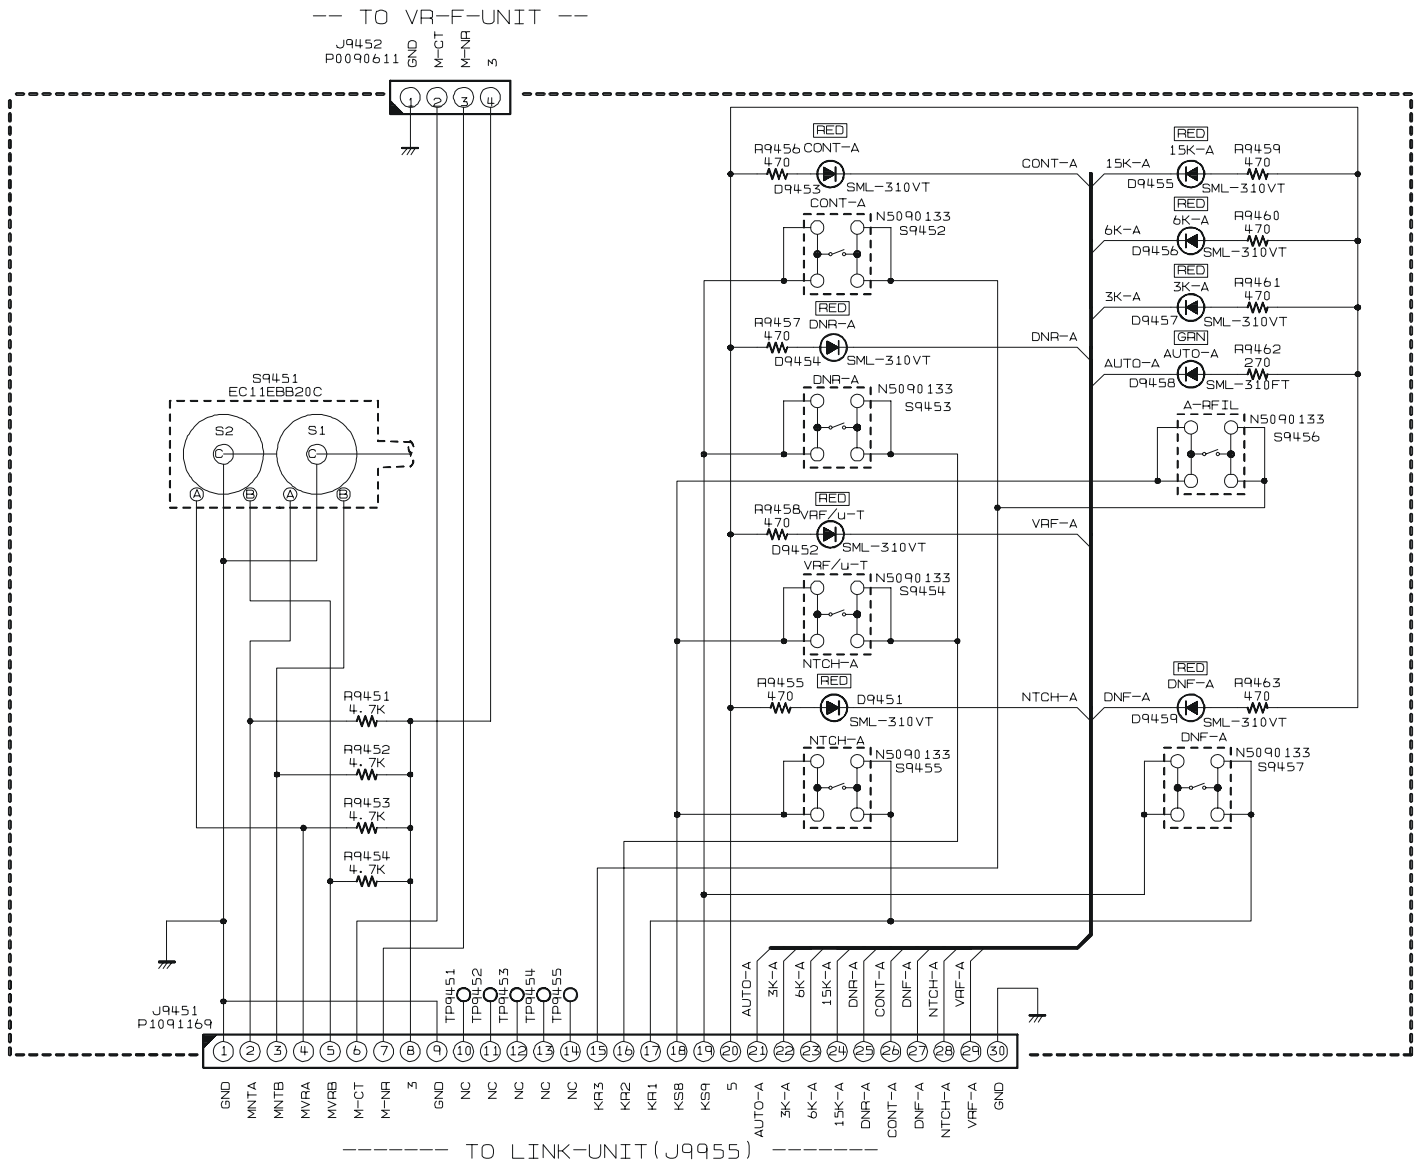 -- TO VR-F-UNIT --
J9452
P0090611
GND
M-CT
M-NR
3
1
2
3
4
RED
CONT-A
R9456
470
D9453
SML-310VT
CONT-A
CONT-A
N5090133
S9452
RED
DNR-A
R9457
470
D9454
SML-310VT
DNR-A
DNR-A
N5090133
S9453
RED
VRF/u-T
R9458
470
D9452
SML-310VT
VRF-A
VRF/u-T
N5090133
S9454
NTCH-A
RED
R9455
470
D9451
SML-310VT
NTCH-A
NTCH-A
N5090133
S9455
RED
15K-A
15K-A
R9459
470
D9455
SML-310VT
RED
6K-A
6K-A
R9460
470
D9456
SML-310VT
RED
3K-A
3K-A
R9461
470
D9457
SML-310VT
GRN
AUTO-A
AUTO-A
R9462
270
D9458
SML-310FT
A-RFIL
N5090133
S9456
RED
DNF-A
DNF-A
R9463
470
D9459
SML-310VT
DNF-A
N5090133
S9457
S9451
EC11EBB20C
S2
S1
C
C
A
B
A
B
R9451
4.7K
R9452
4.7K
R9453
4.7K
R9454
4.7K
TP9451
TP9452
TP9453
TP9454
TP9455
AUTO-A
3K-A
6K-A
15K-A
DNR-A
CONT-A
DNF-A
NTCH-A
VRF-A
J9451
P1091169
1
2
3
4
5
6
7
8
9
10
11
12
13
14
15
16
17
18
19
20
21
22
23
24
25
26
27
28
29
30
GND
MNTA
MNTB
MVRA
MVRB
M-CT
M-NR
3
GND
NC
NC
NC
NC
NC
KR3
KR2
KR1
KS8
KS9
5
AUTO-A
3K-A
6K-A
15K-A
DNR-A
CONT-A
DNF-A
NTCH-A
VRF-A
GND
------- TO LINK-UNIT(J9955) -------